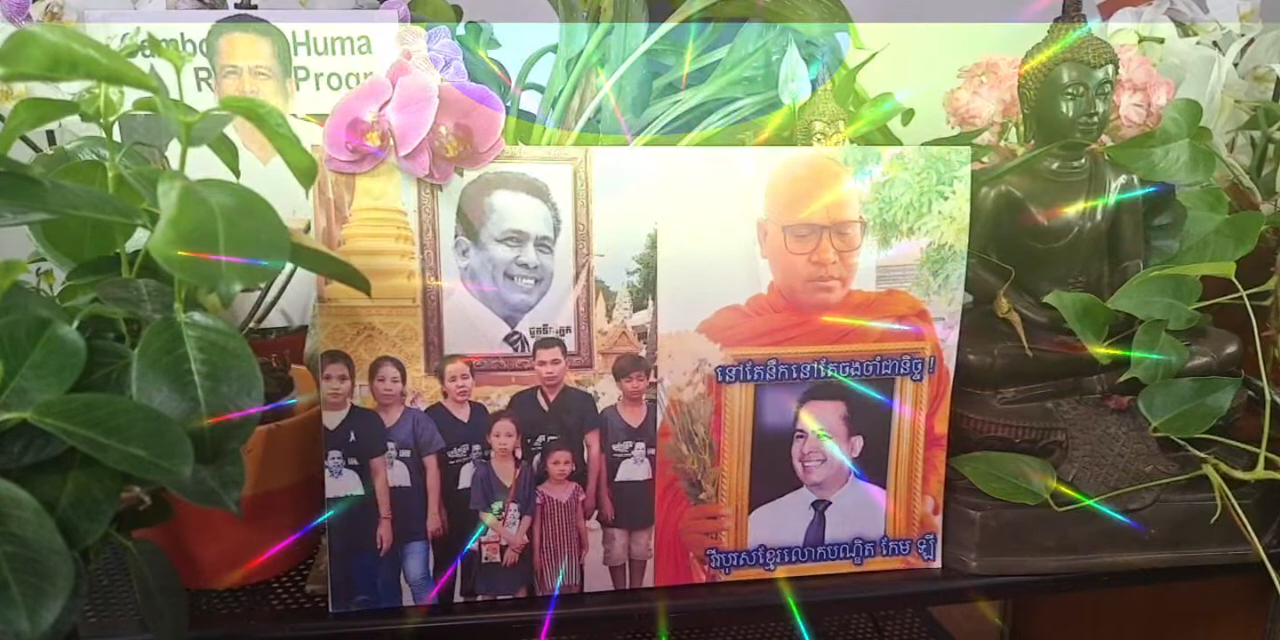 Cambo Huma
R Progr
នៅតែនឹកនៅតែចងចាំជានិច្ច !
វីរបុរសខ្មែរលោកបណ្ឌិត កែម ឡី